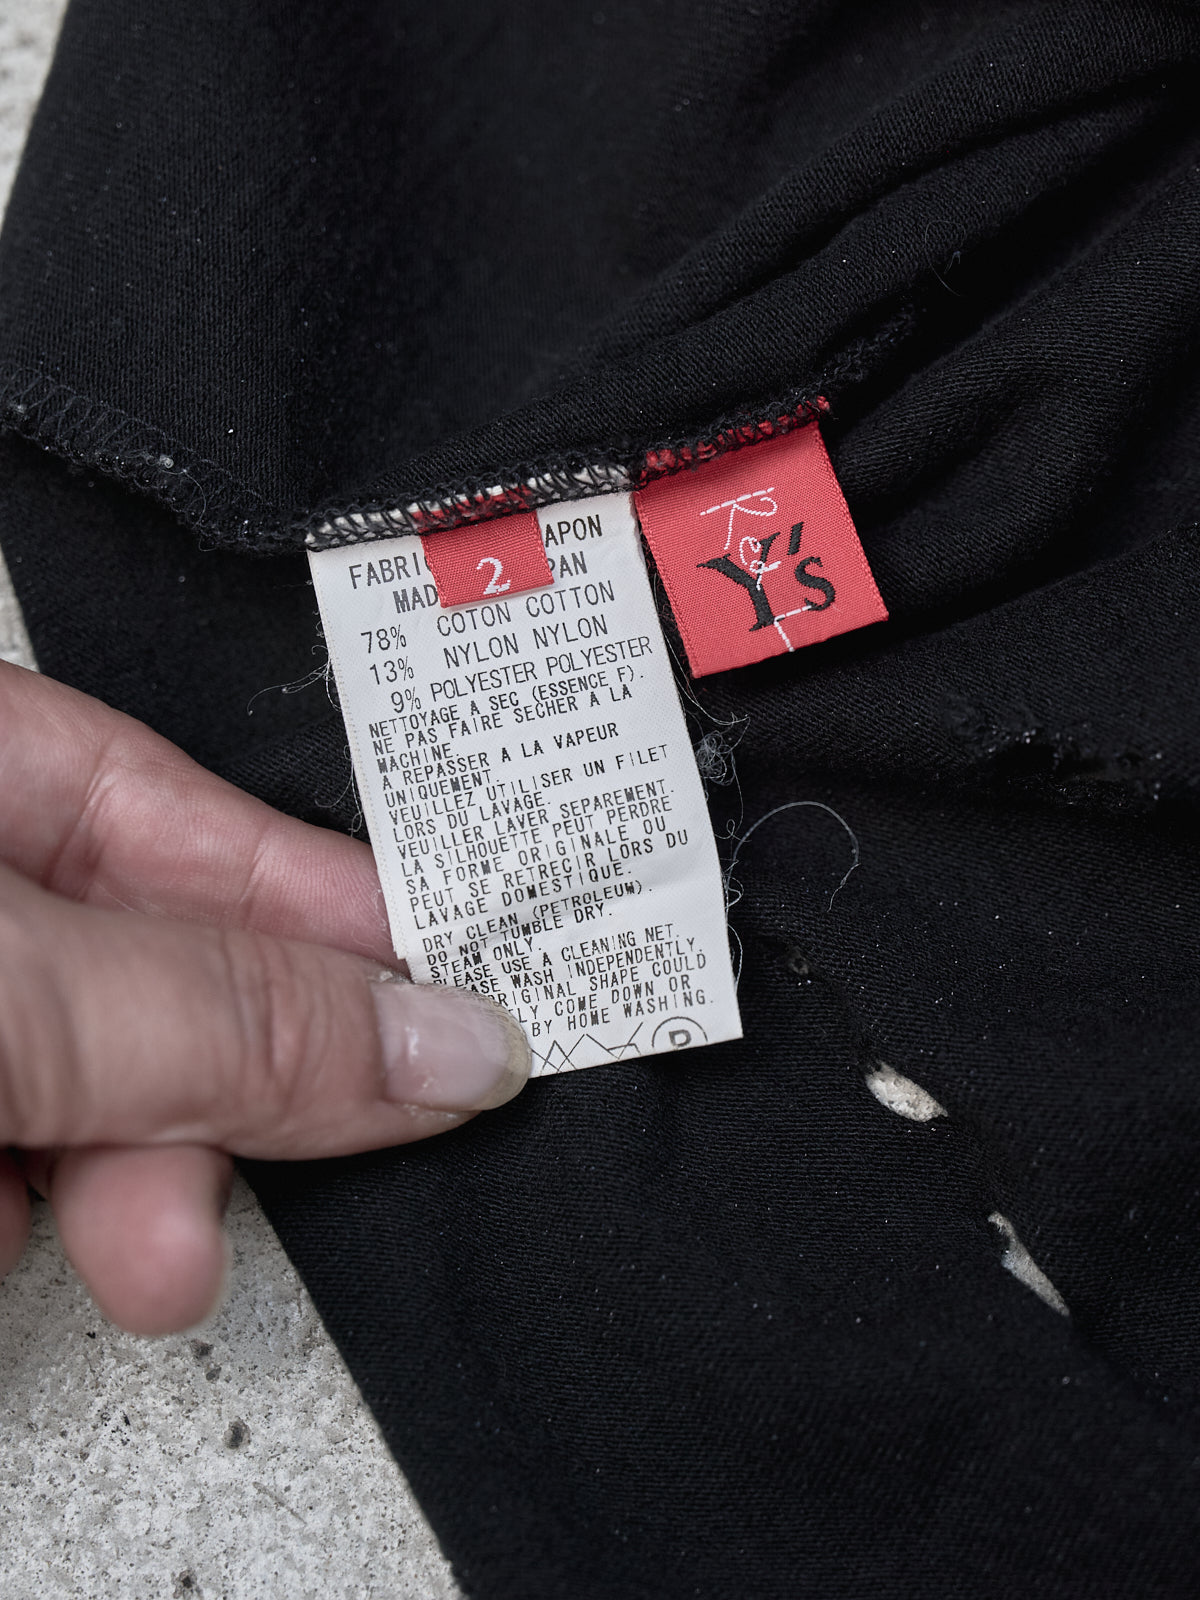 FABRI APON
2
MAD PAN
78% COTON COTTON
13% NYLON NYLON
9% POLYESTER POLYESTER
NETTOYAGE A SEC (ESSENCE F).
NE PAS FAIRE SECHER A LA
MACHINE.
A REPASSER A LA VAPEUR
UNIQUEMENT.
VEUILLEZ UTILISER UN FILET
LORS DU LAVAGE.
VEUILLER LAVER SEPAREMENT.
LA SILHOUETTE PEUT PERDRE
SA FORME ORIGINALE OU
PEUT SE RETRECIR LORS DU
LAVAGE DOMESTIQUE.
DRY CLEAN (PETROLEUM).
DO NOT TUMBLE DRY.
STEAM ONLY.
PLEASE USE A CLEANING NET.
PLEASE WASH INDEPENDENTLY.
ORIGINAL SHAPE COULD
TLY COME DOWN OR
BY HOME WASHING.
Red
Y's